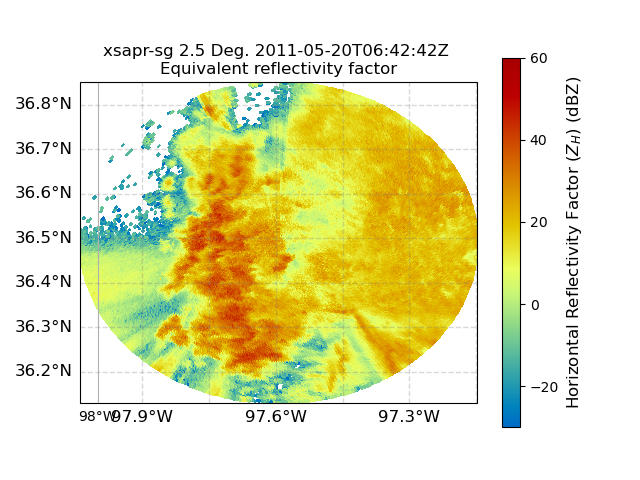 xsapr-sg 2.5 Deg. 2011-05-20T06:42:42Z
Equivalent reflectivity factor
36.8°N
36.7°N
36.6°N
36.5°N
36.4°N
36.3°N
36.2°N
98°W
97.9°W
97.6°W
97.3°W
60
40
20
0
−20
Horizontal Reflectivity Factor (Z_H) (dBZ)